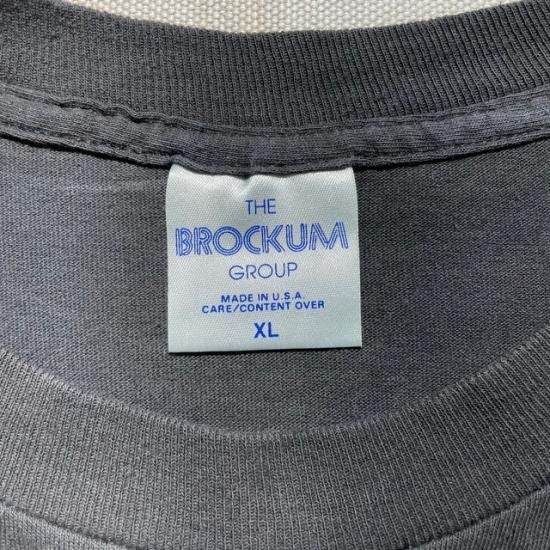 THE
BROCKUM
GROUP
MADE IN U.S.A.
CARE/CONTENT OVER
XL